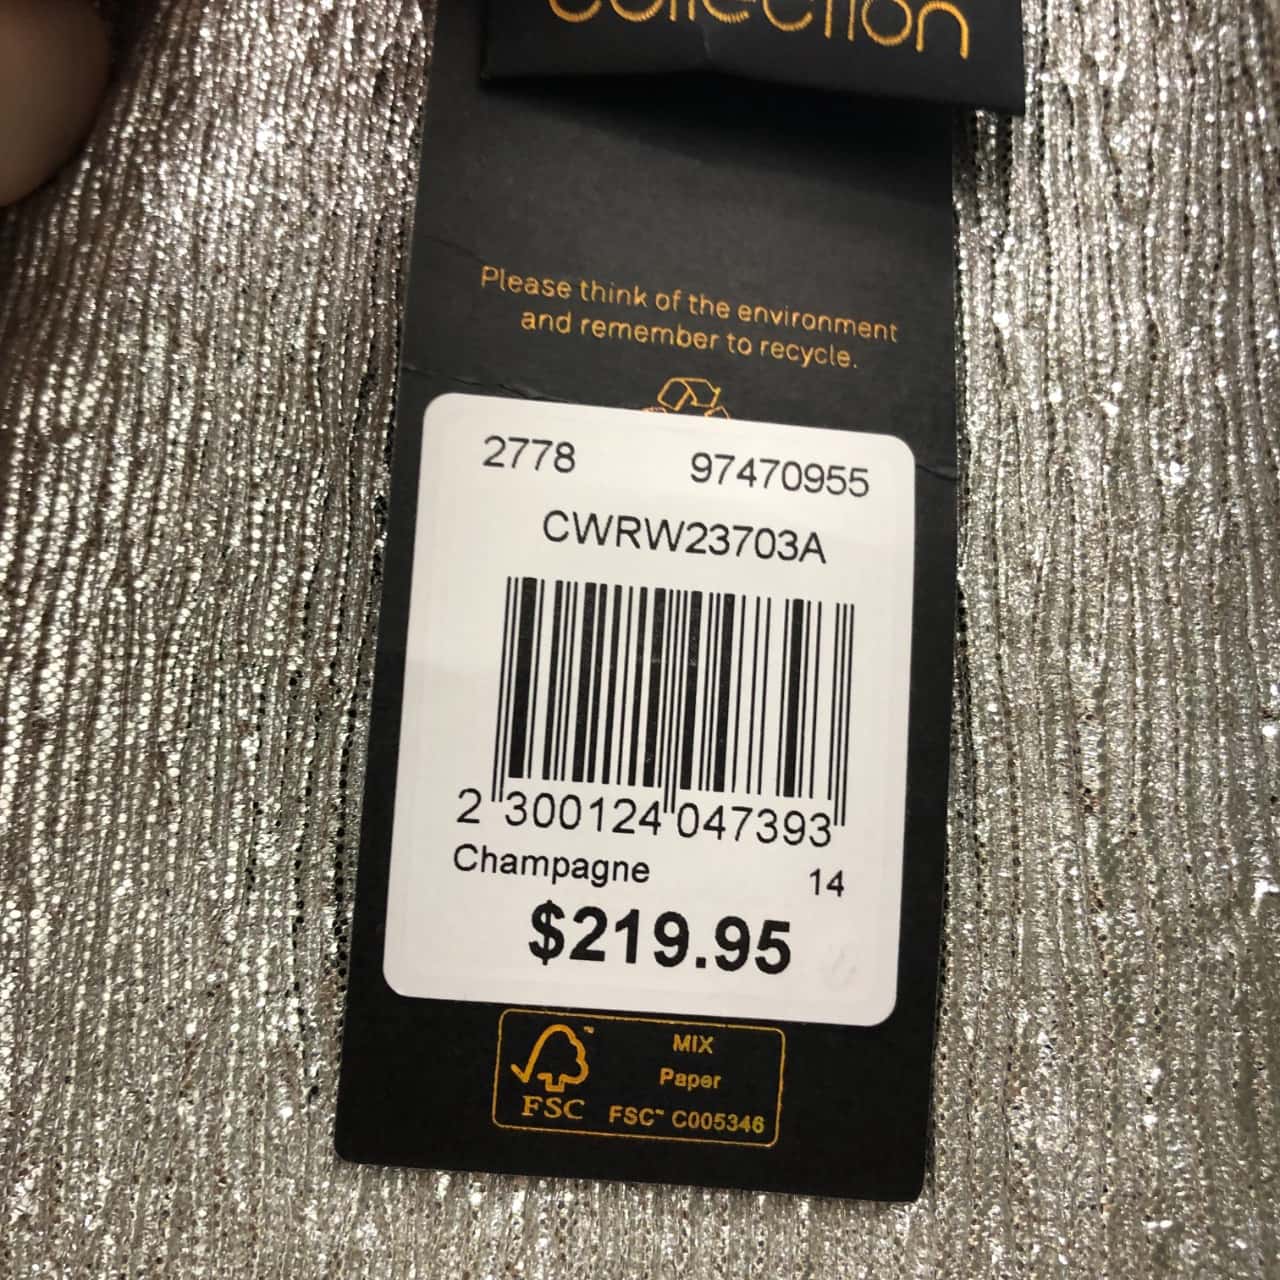 collection
Please think of the environment
and remember to recycle.
2778 97470955
CWRW23703A
2 300124 047393
Champagne 14
$219.95
FSC
MIX
Paper
FSC™ C005346